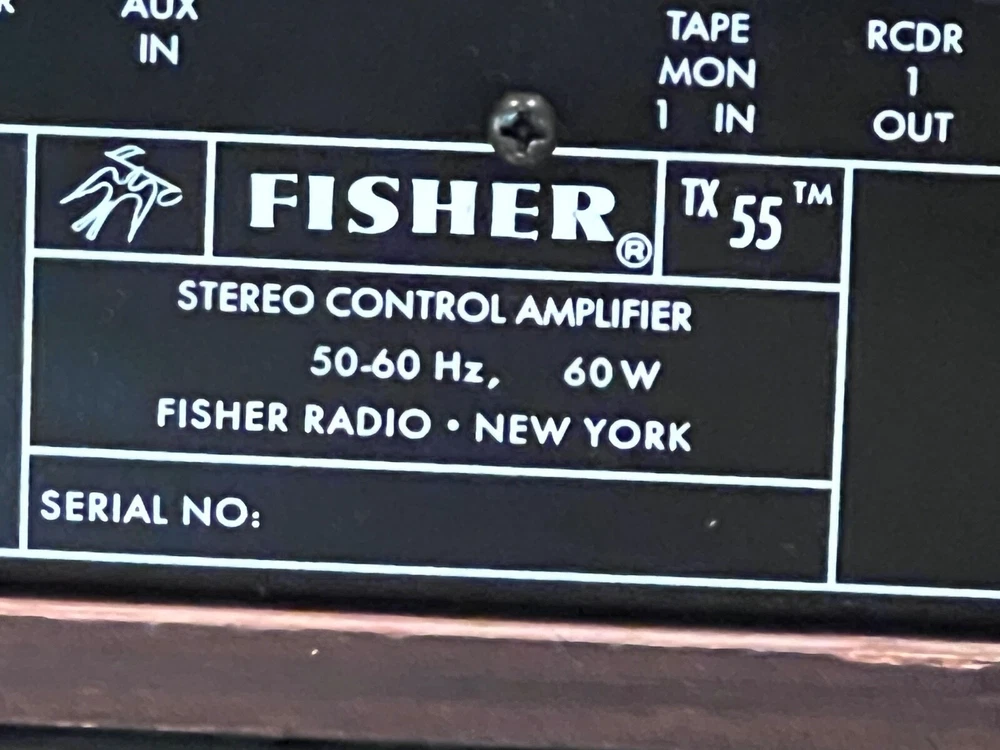 AUX
IN
TAPE
MON
1 IN
RCDR
1
OUT
FISHER®
TX 55™
STEREO CONTROL AMPLIFIER
50-60 Hz, 60 W
FISHER RADIO • NEW YORK
SERIAL NO: